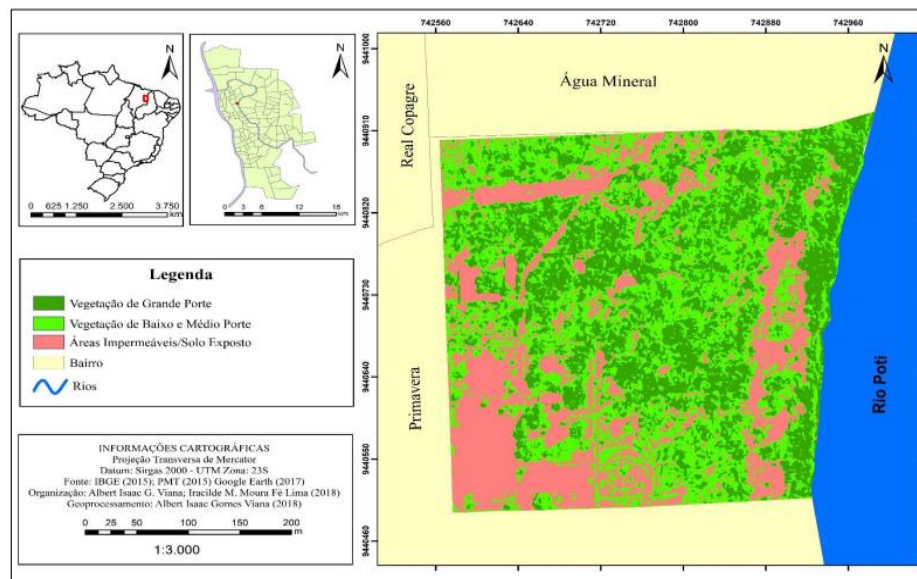 742560 742640 742720 742800 742880 742960
9441000
9440910
9440820
9440730
9440640
9440550
9440460
N
0 625 1.250 2.500 3.750
km
N
0 3 6 12 18
km
N
Água Mineral
Real Copagre
Primavera
Rio Poti
Legenda
Vegetação de Grande Porte
Vegetação de Baixo e Médio Porte
Áreas Impermeáveis/Solo Exposto
Bairro
Rios
INFORMAÇÕES CARTOGRÁFICAS
Projeção Transversa de Mercator
Datum: Sirgas 2000 - UTM Zona: 23S
Fonte: IBGE (2015); PMT (2015) Google Earth (2017)
Organização: Albert Isaac G. Viana; Iracilde M. Moura Fé Lima (2018)
Geoprocessamento: Albert Isaac Gomes Viana (2018)
0 25 50 100 150 200
m
1:3.000